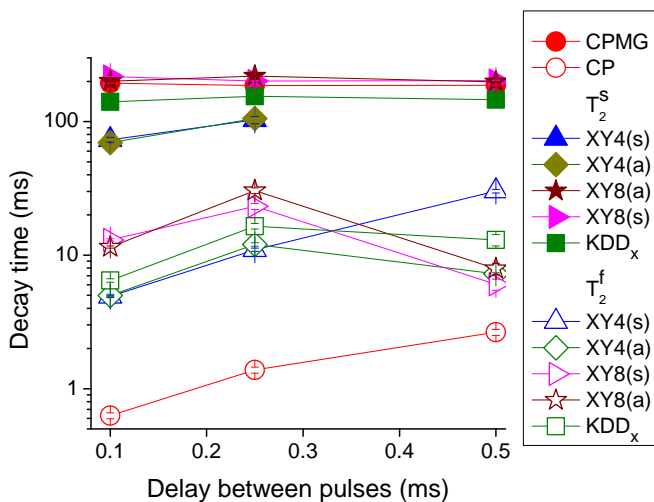 100
10
1
0.1
0.2
0.3
0.4
0.5
Decay time (ms)
Delay between pulses (ms)
CPMG
CP
T₂ˢ
XY4(s)
XY4(a)
XY8(a)
XY8(s)
KDDₓ
T₂ᶠ
XY4(s)
XY4(a)
XY8(s)
XY8(a)
KDDₓ